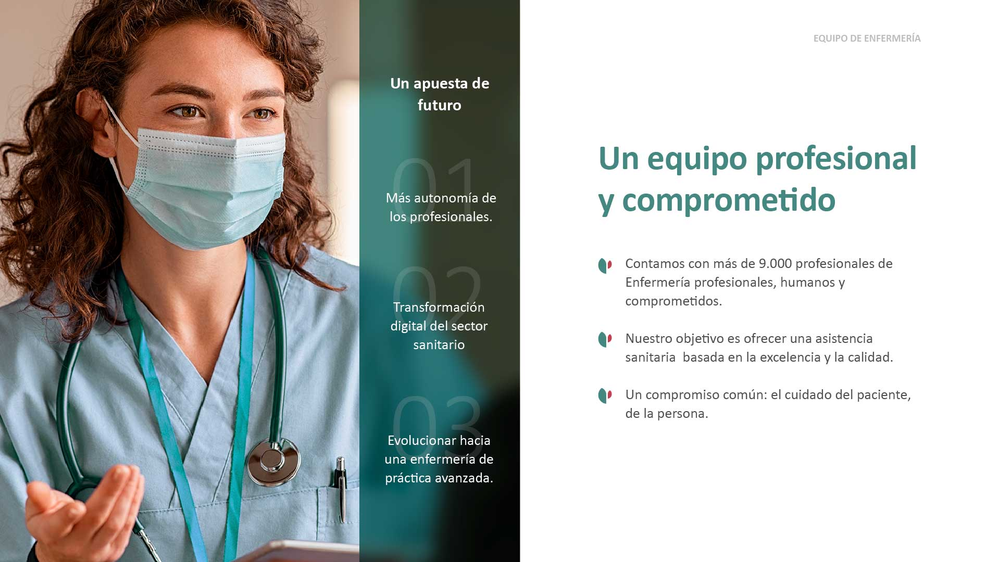 EQUIPO DE ENFERMERÍA
Un apuesta de
futuro
01
Más autonomía de
los profesionales.
02
Transformación
digital del sector
sanitario
03
Evolucionar hacia
una enfermería de
práctica avanzada.
Un equipo profesional
y comprometido
Contamos con más de 9.000 profesionales de
Enfermería profesionales, humanos y
comprometidos.
Nuestro objetivo es ofrecer una asistencia
sanitaria  basada en la excelencia y la calidad.
Un compromiso común: el cuidado del paciente,
de la persona.